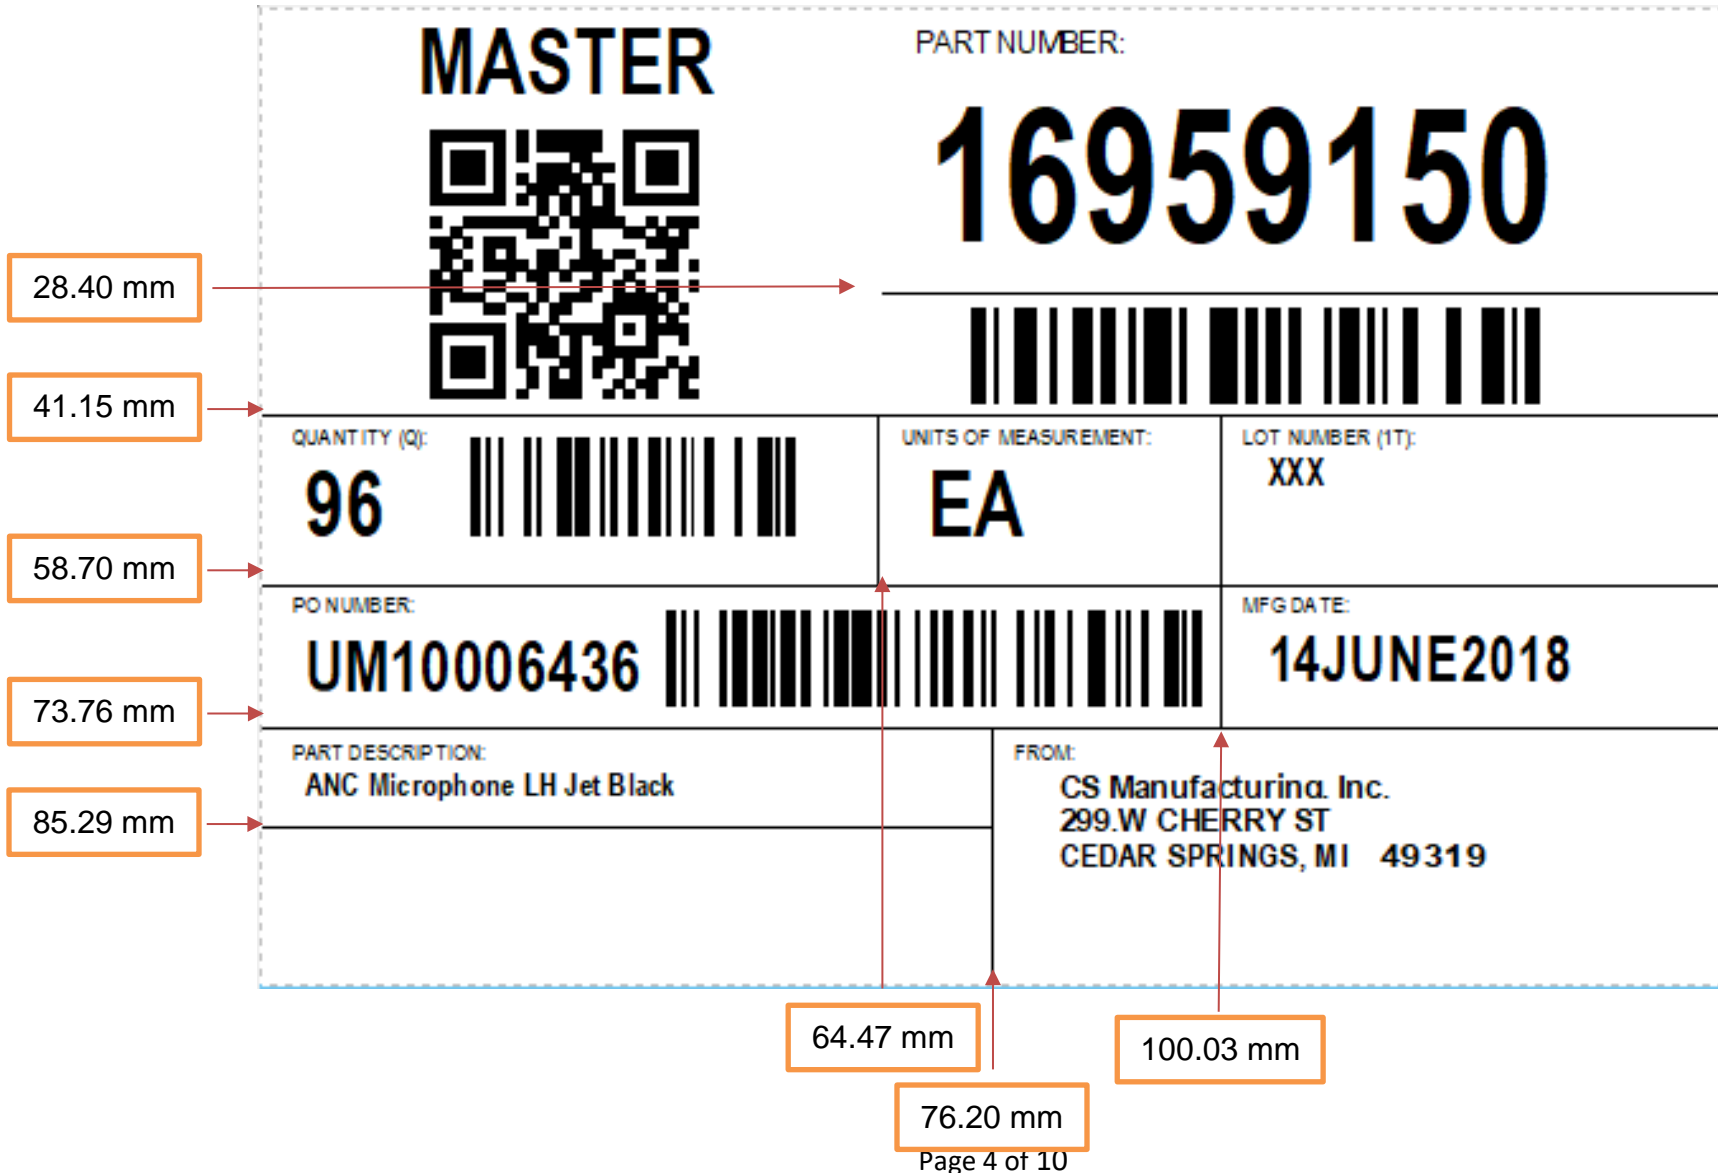 MASTER
PART NUMBER:
16959150
28.40 mm
41.15 mm
QUANTITY (Q):
96
UNITS OF MEASUREMENT:
EA
LOT NUMBER (1T):
XXX
58.70 mm
PO NUMBER:
UM10006436
MFG DATE:
14JUNE2018
73.76 mm
PART DESCRIPTION:
ANC Microphone LH Jet Black
85.29 mm
FROM:
CS Manufacturing, Inc.
299.W CHERRY ST
CEDAR SPRINGS, MI 49319
64.47 mm
100.03 mm
76.20 mm
Page 4 of 10